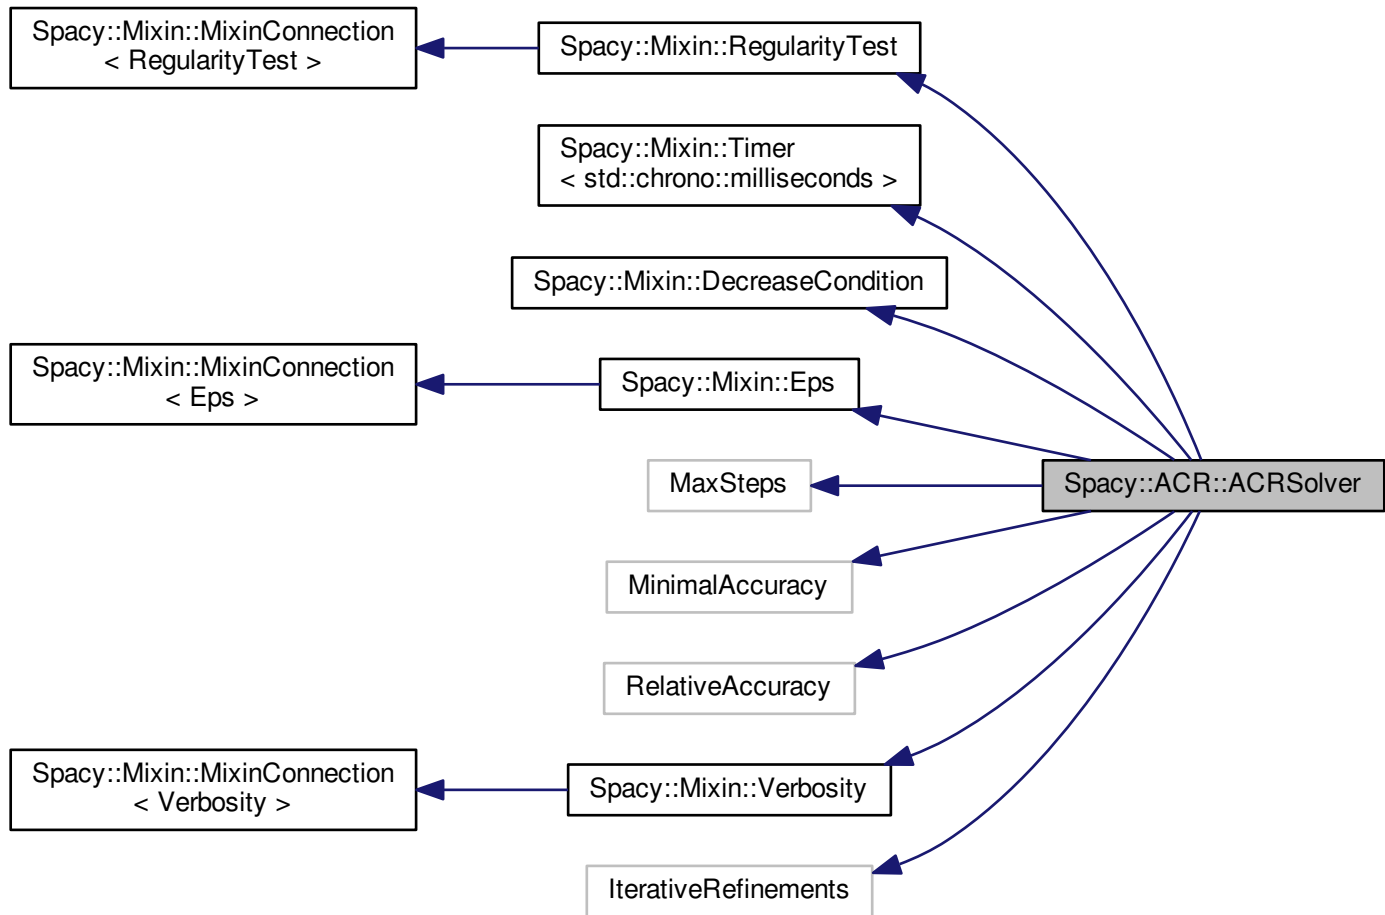 Spacy::Mixin::MixinConnection
< RegularityTest >
Spacy::Mixin::RegularityTest
Spacy::Mixin::Timer
< std::chrono::milliseconds >
Spacy::Mixin::DecreaseCondition
Spacy::Mixin::MixinConnection
< Eps >
Spacy::Mixin::Eps
MaxSteps
Spacy::ACR::ACRSolver
MinimalAccuracy
RelativeAccuracy
Spacy::Mixin::MixinConnection
< Verbosity >
Spacy::Mixin::Verbosity
IterativeRefinements